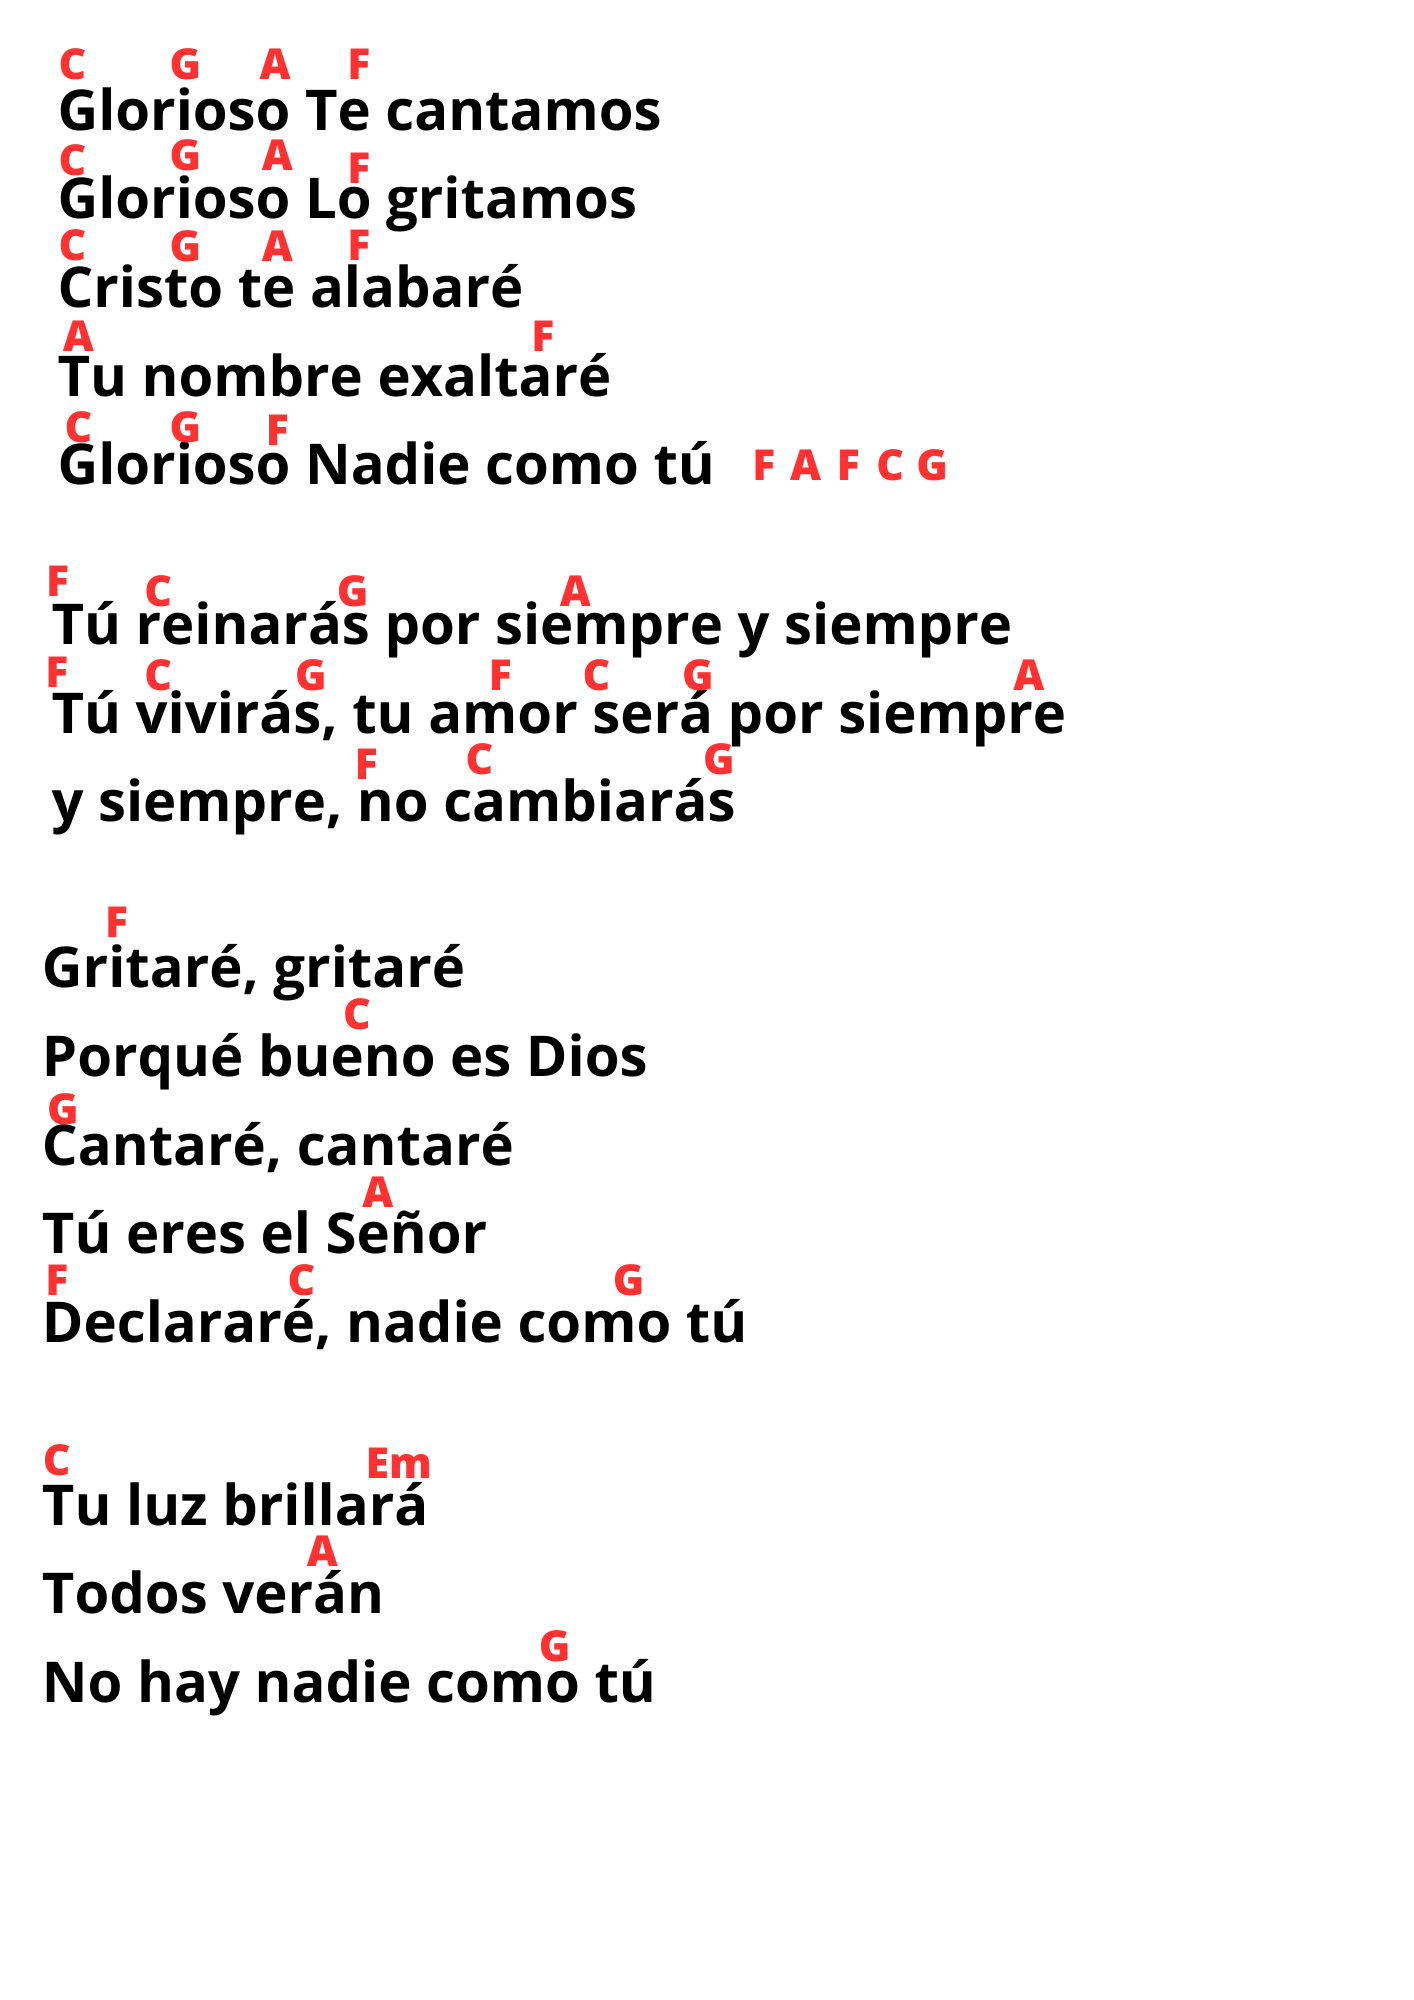 C G A F
Glorioso Te cantamos
C G A F
Glorioso Lo gritamos
C G A F
Cristo te alabaré
A F
Tu nombre exaltaré
C G F
Glorioso Nadie como tú F A F C G
F C G A
Tú reinarás por siempre y siempre
F C G F C G A
Tú vivirás, tu amor será por siempre
F C G
y siempre, no cambiarás
F
Gritaré, gritaré
C
Porqué bueno es Dios
G
Cantaré, cantaré
A
Tú eres el Señor
F C G
Declararé, nadie como tú
C Em
Tu luz brillará
A
Todos verán
G
No hay nadie como tú